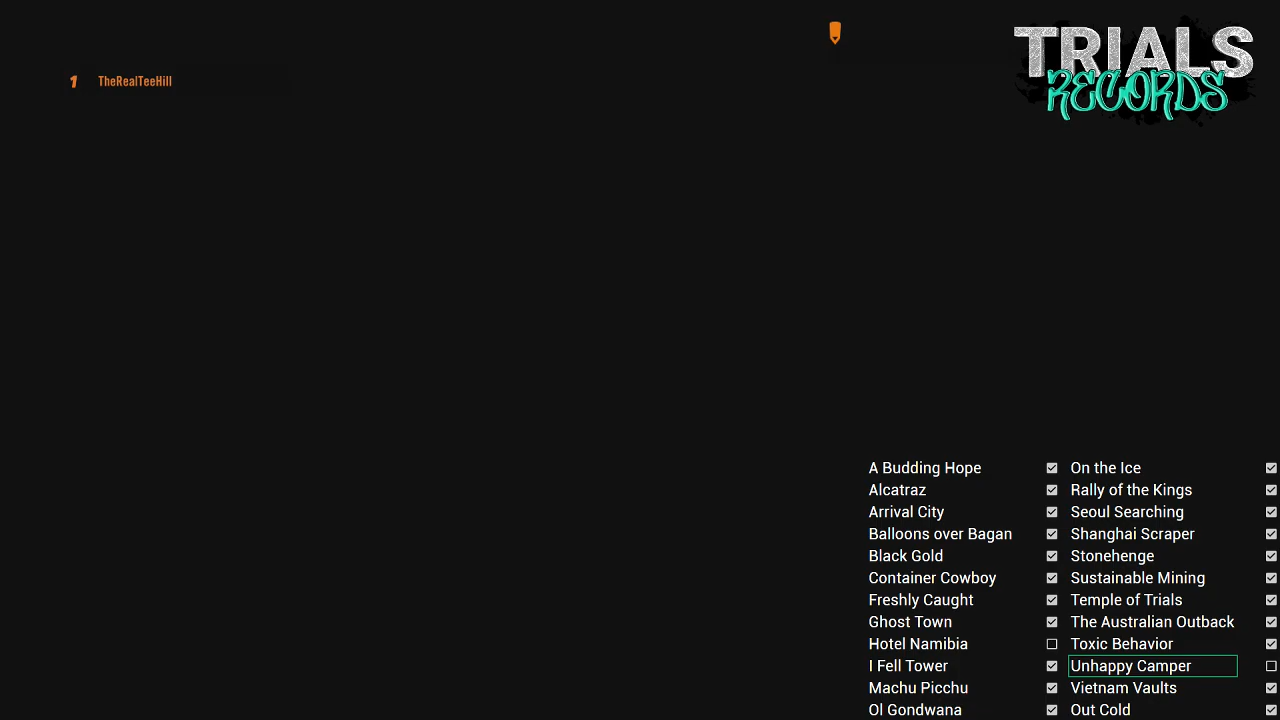 TRIALS
RECORDS
1 TheRealTeeHill
A Budding Hope
Alcatraz
Arrival City
Balloons over Bagan
Black Gold
Container Cowboy
Freshly Caught
Ghost Town
Hotel Namibia
I Fell Tower
Machu Picchu
Ol Gondwana
On the Ice
Rally of the Kings
Seoul Searching
Shanghai Scraper
Stonehenge
Sustainable Mining
Temple of Trials
The Australian Outback
Toxic Behavior
Unhappy Camper
Vietnam Vaults
Out Cold